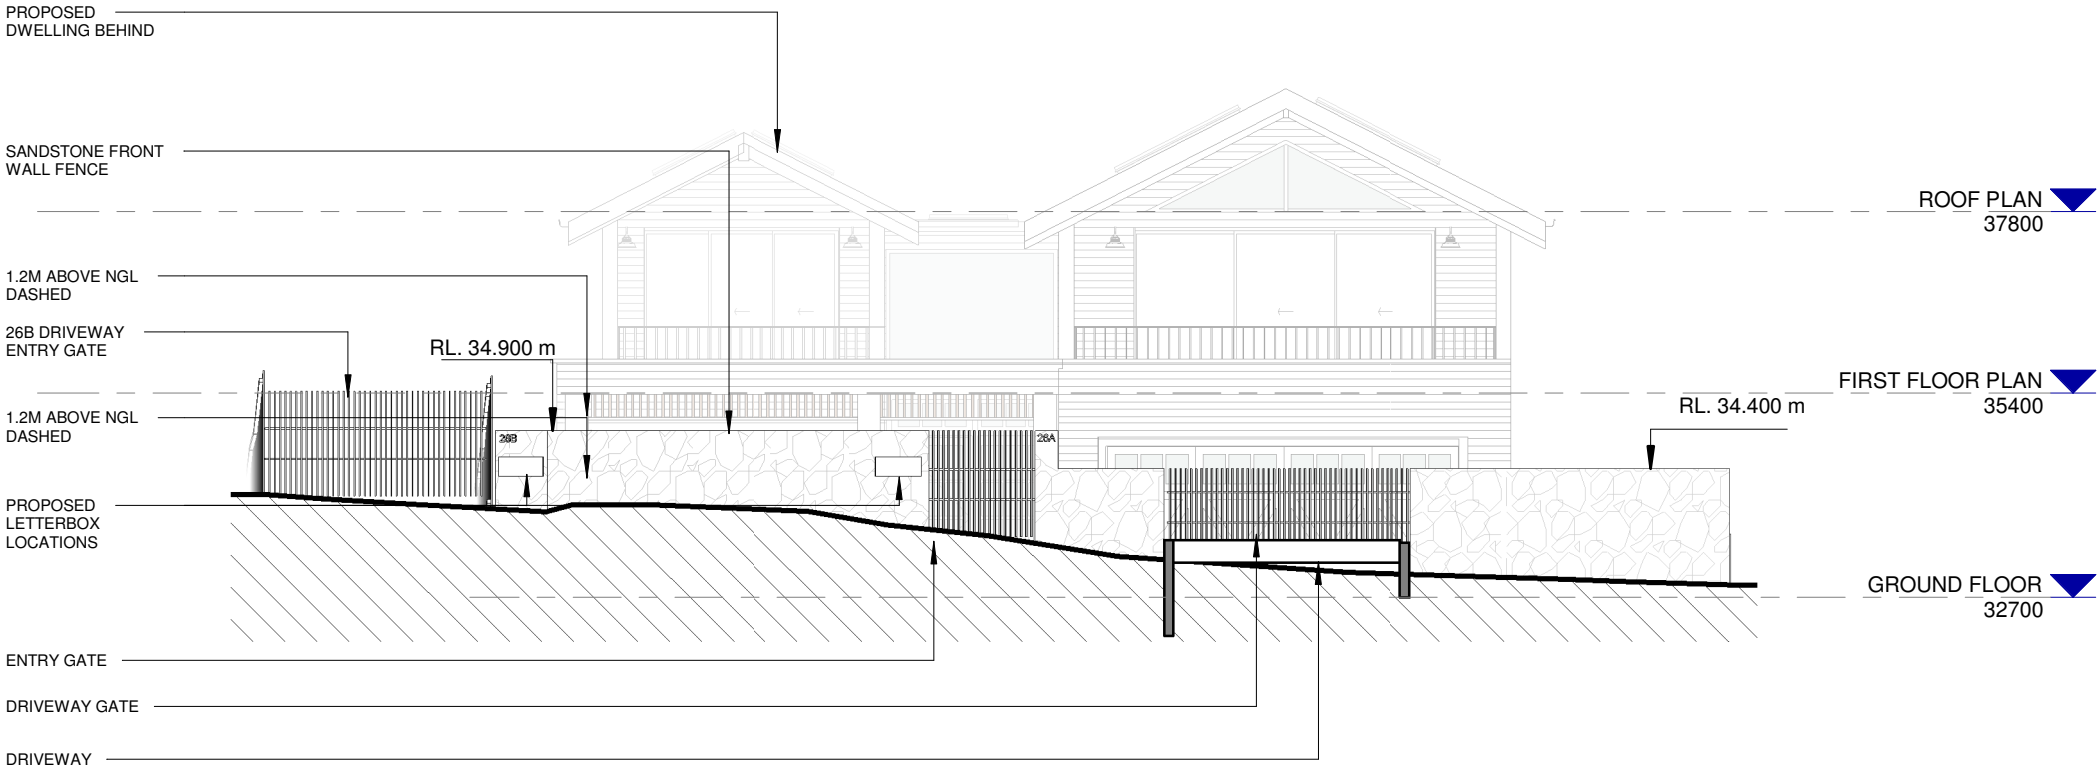 PROPOSED
DWELLING BEHIND
SANDSTONE FRONT
WALL FENCE
1.2M ABOVE NGL
DASHED
26B DRIVEWAY
ENTRY GATE
1.2M ABOVE NGL
DASHED
PROPOSED
LETTERBOX
LOCATIONS
ENTRY GATE
DRIVEWAY GATE
DRIVEWAY
RL. 34.900 m
26B
26A
RL. 34.400 m
ROOF PLAN
37800
FIRST FLOOR PLAN
35400
GROUND FLOOR
32700